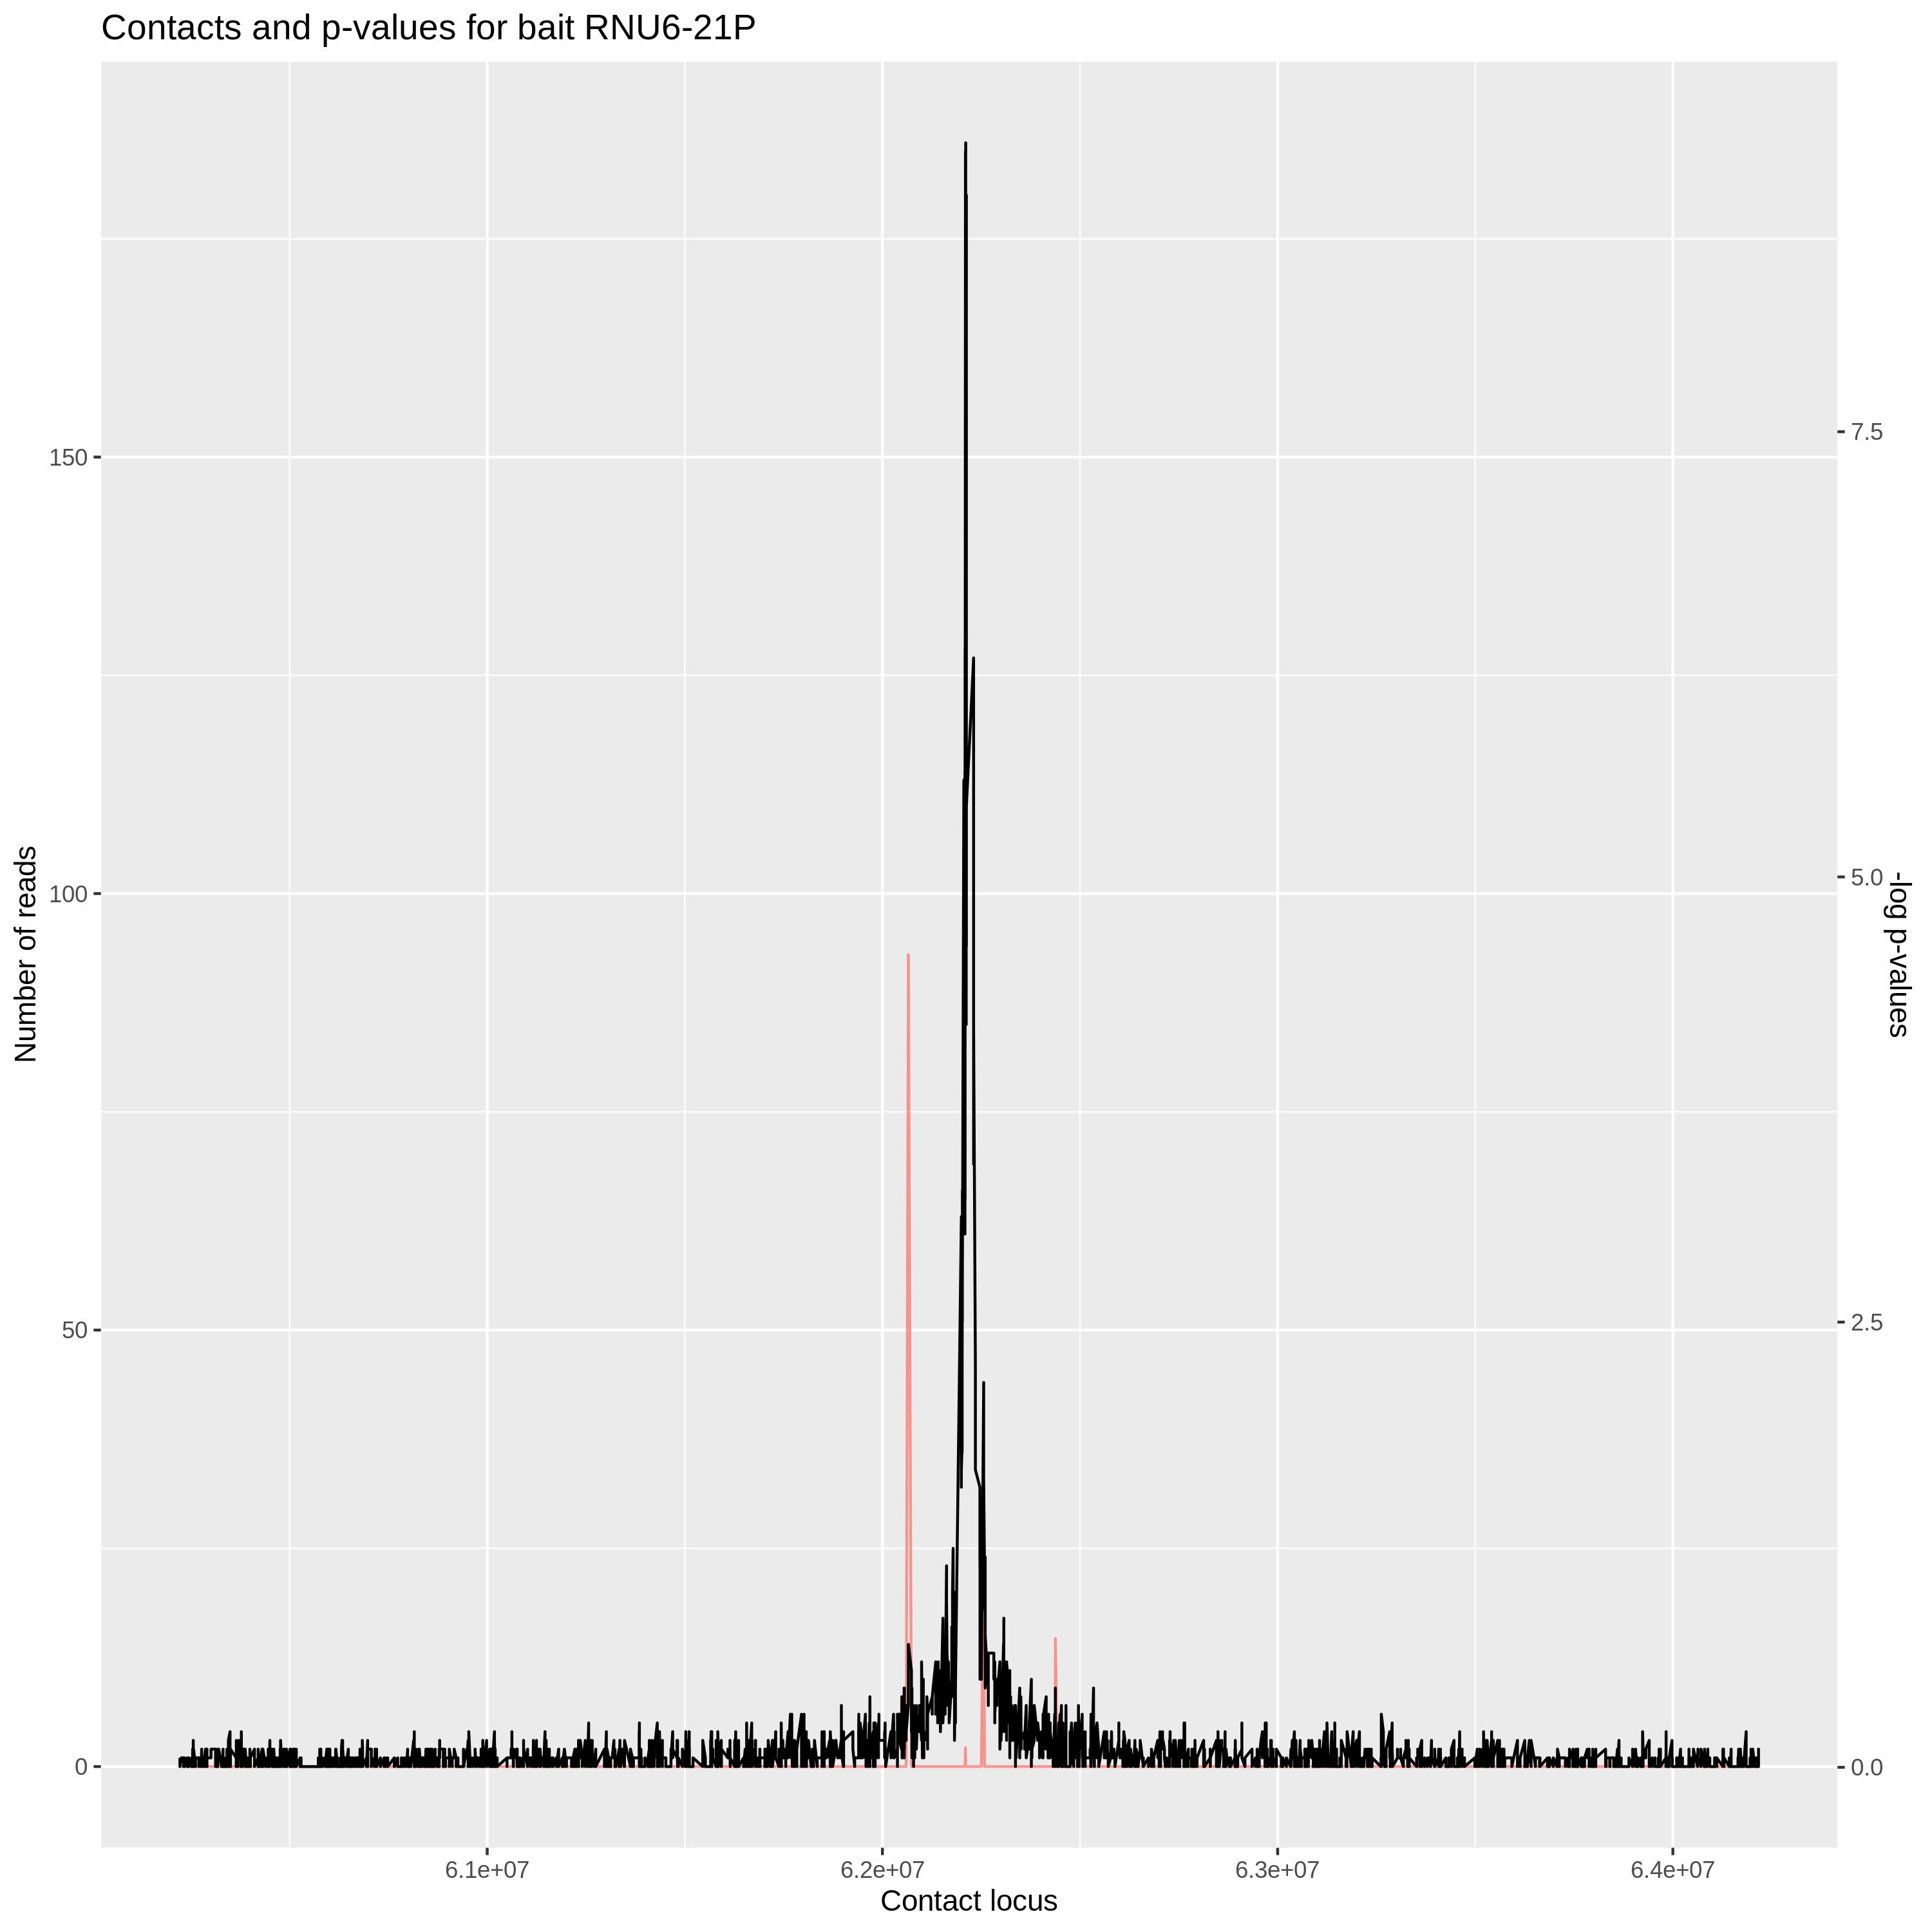 Contacts and p-values for bait RNU6-21P
Number of reads
150
100
50
0
7.5
5.0
2.5
0.0
-log p-values
6.1e+07
6.2e+07
6.3e+07
6.4e+07
Contact locus